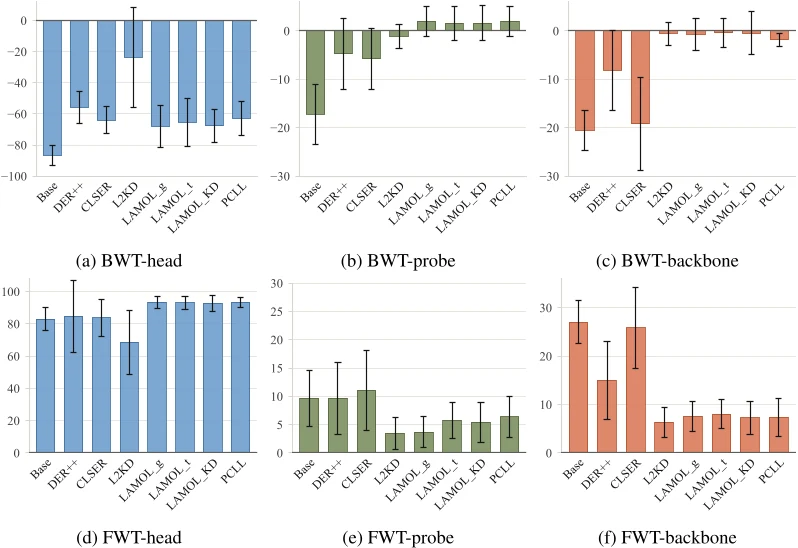 0
−20
−40
−60
−80
−100
Base
DER++
CLSER
L2KD
LAMOL_g
LAMOL_t
LAMOL_KD
PCLL
(a) BWT-head
0
−10
−20
−30
Base
DER++
CLSER
L2KD
LAMOL_g
LAMOL_t
LAMOL_KD
PCLL
(b) BWT-probe
0
−10
−20
−30
Base
DER++
CLSER
L2KD
LAMOL_g
LAMOL_t
LAMOL_KD
PCLL
(c) BWT-backbone
100
80
60
40
20
0
Base
DER++
CLSER
L2KD
LAMOL_g
LAMOL_t
LAMOL_KD
PCLL
(d) FWT-head
30
25
20
15
10
5
0
Base
DER++
CLSER
L2KD
LAMOL_g
LAMOL_t
LAMOL_KD
PCLL
(e) FWT-probe
30
20
10
0
Base
DER++
CLSER
L2KD
LAMOL_g
LAMOL_t
LAMOL_KD
PCLL
(f) FWT-backbone